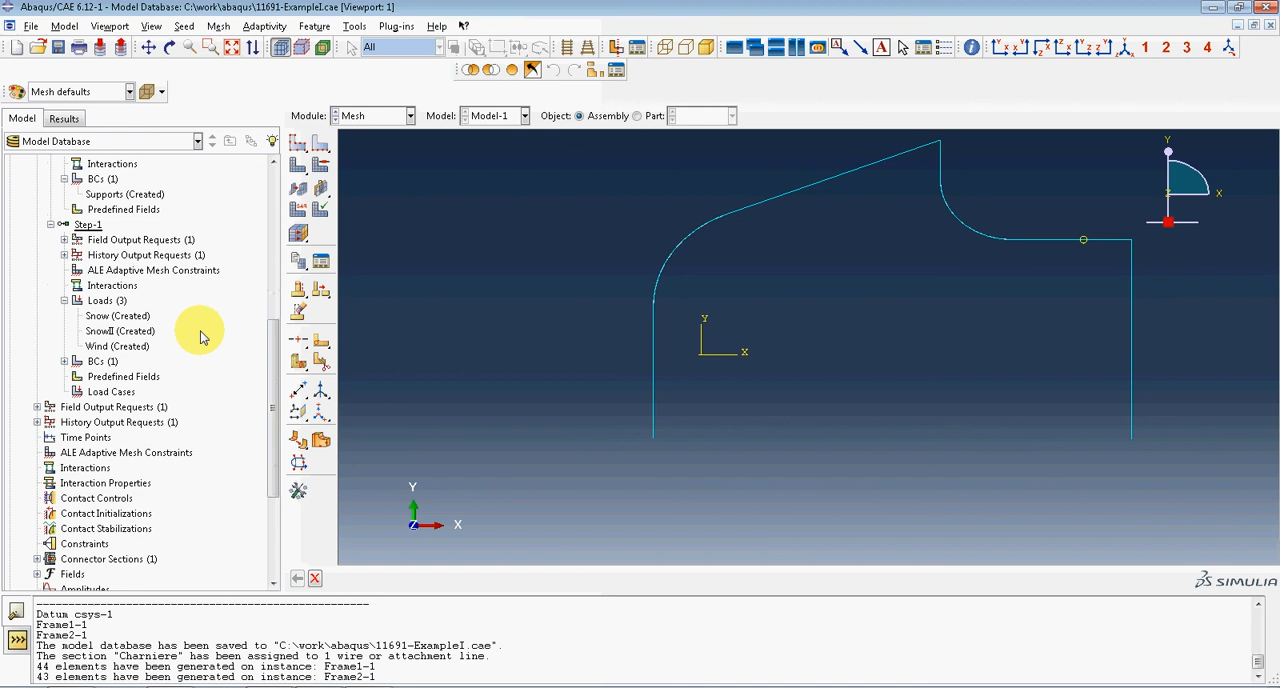 Abaqus/CAE 6.12-1 - Model Database: C:\work\abaqus\11691-ExampleI.cae [Viewport: 1]
File Model Viewport View Seed Mesh Adaptivity Feature Tools Plug-ins Help
All
1 2 3 4
Mesh defaults
Model Results
Module: Mesh Model: Model-1 Object: Assembly Part:
Model Database
Interactions
BCs (1)
Supports (Created)
Predefined Fields
Step-1
Field Output Requests (1)
History Output Requests (1)
ALE Adaptive Mesh Constraints
Interactions
Loads (3)
Snow (Created)
SnowII (Created)
Wind (Created)
BCs (1)
Predefined Fields
Load Cases
Field Output Requests (1)
History Output Requests (1)
Time Points
ALE Adaptive Mesh Constraints
Interactions
Interaction Properties
Contact Controls
Contact Initializations
Contact Stabilizations
Constraints
Connector Sections (1)
Fields
Amplitudes
Y
X
Z
Y
X
Y
Z
X
SIMULIA
Datum csys-1
Frame1-1
Frame2-1
The model database has been saved to "C:\work\abaqus\11691-ExampleI.cae".
The section "Charniere" has been assigned to 1 wire or attachment line.
44 elements have been generated on instance: Frame1-1
43 elements have been generated on instance: Frame2-1